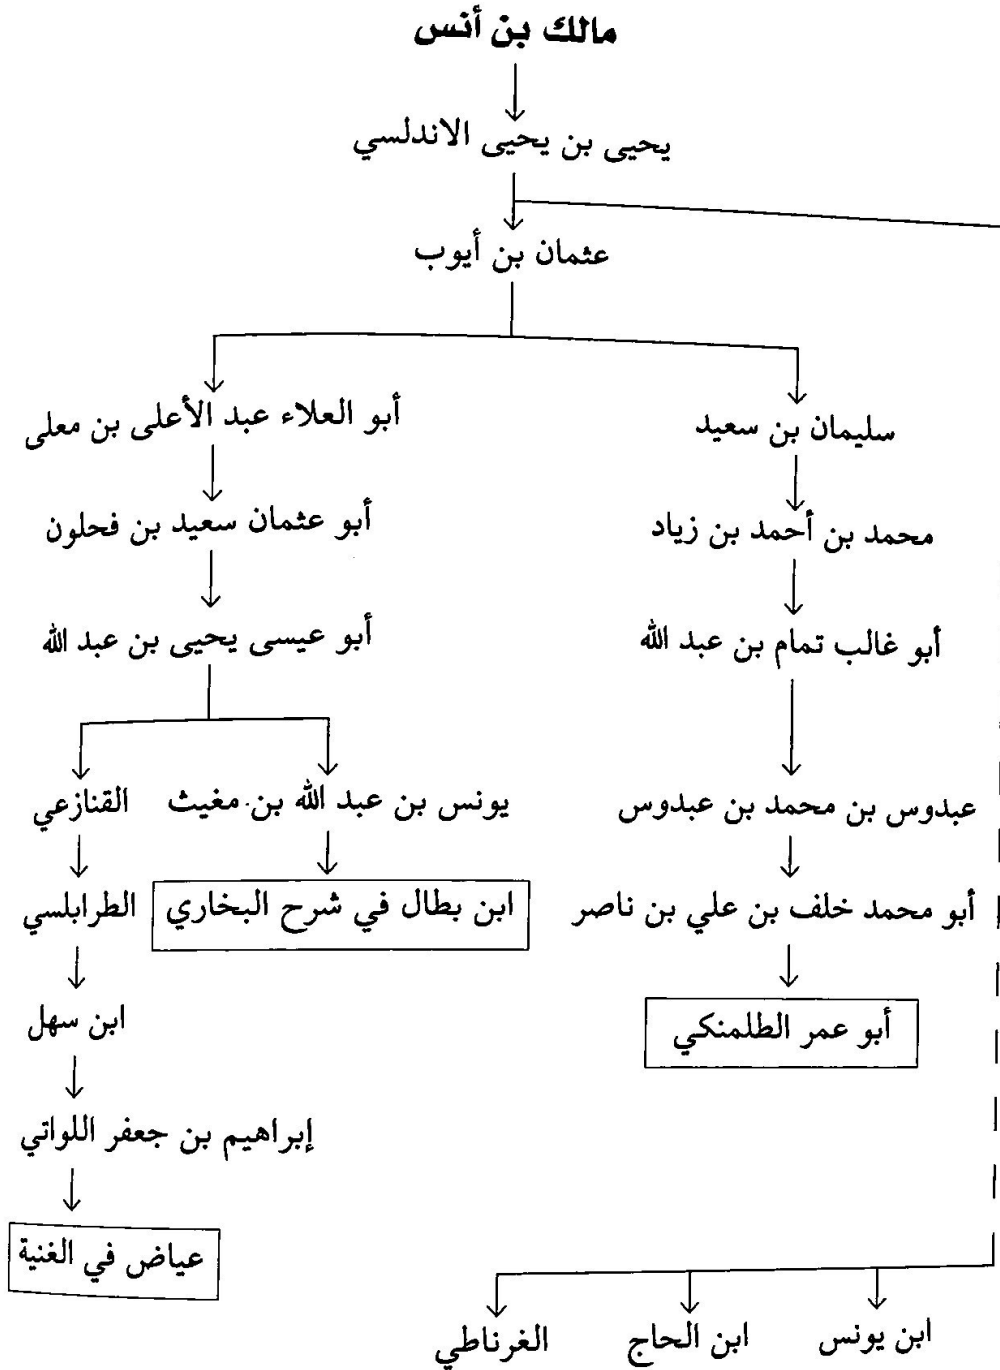 مالك بن أنس
يحيى بن يحيى الاندلسي
عثمان بن أيوب
سليمان بن سعيد
أبو العلاء عبد الأعلى بن معلى
محمد بن أحمد بن زياد
أبو عثمان سعيد بن فحلون
أبو غالب تمام بن عبد الله
أبو عيسى يحيى بن عبد الله
عبدوس بن محمد بن عبدوس
يونس بن عبد الله بن مغيث
القنازعي
أبو محمد خلف بن علي بن ناصر
ابن بطال في شرح البخاري
الطرابلسي
أبو عمر الطلمنكي
ابن سهل
إبراهيم بن جعفر اللواتي
عياض في الغنية
ابن يونس
ابن الحاج
الغرناطي